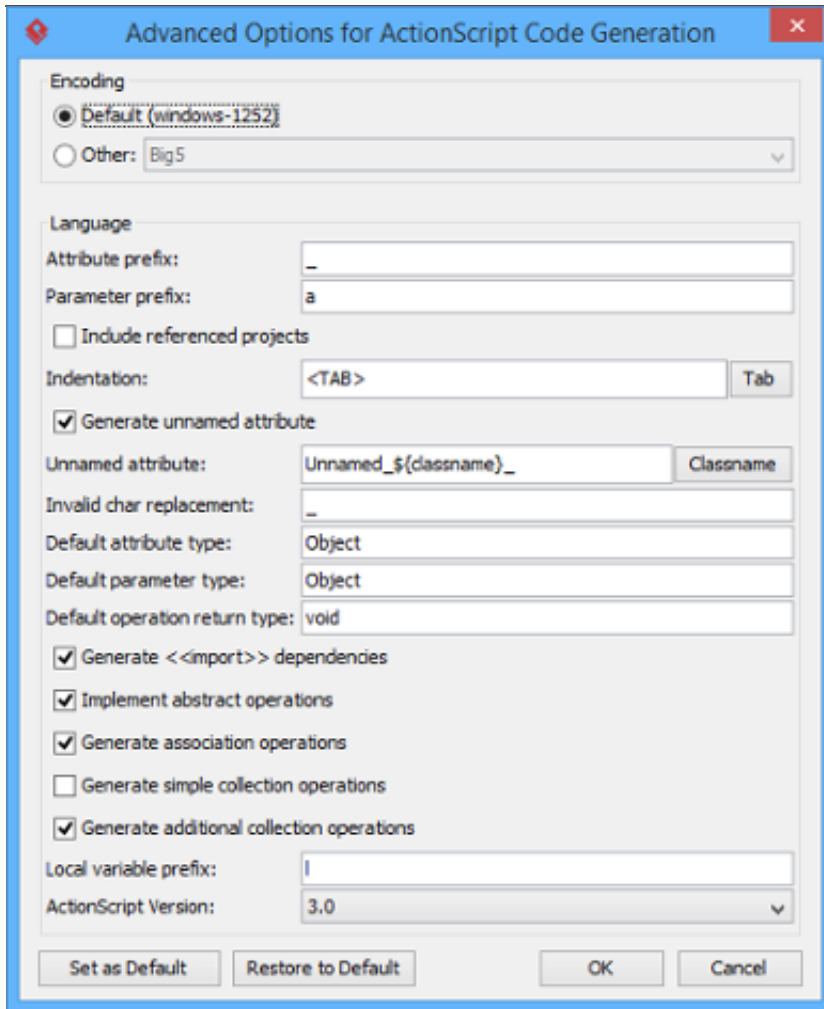 Advanced Options for ActionScript Code Generation
Encoding
Default (windows-1252)
Other: Big5
Language
Attribute prefix: _
Parameter prefix: a
Include referenced projects
Indentation: <TAB> Tab
Generate unnamed attribute
Unnamed attribute: Unnamed_${classname}_ Classname
Invalid char replacement: _
Default attribute type: Object
Default parameter type: Object
Default operation return type: void
Generate <<import>> dependencies
Implement abstract operations
Generate association operations
Generate simple collection operations
Generate additional collection operations
Local variable prefix: l
ActionScript Version: 3.0
Set as Default Restore to Default OK Cancel